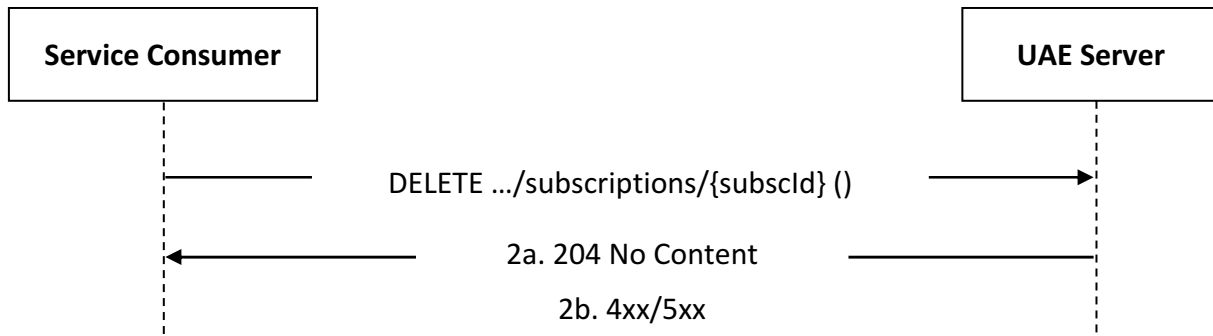 Service Consumer
UAE Server
DELETE …/subscriptions/{subscId} ()
2a. 204 No Content
2b. 4xx/5xx